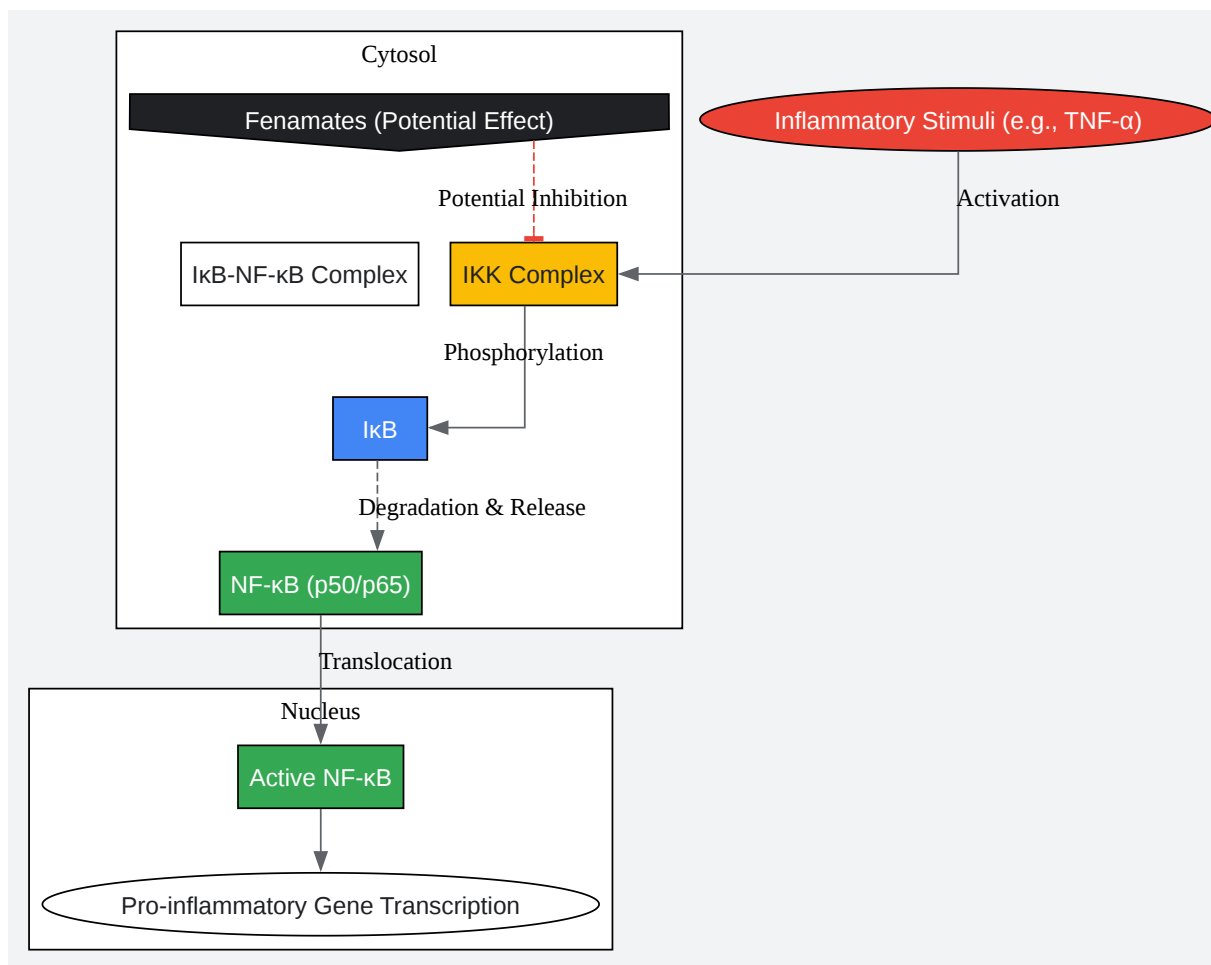 Cytosol
Fenamates (Potential Effect)
Inflammatory Stimuli (e.g., TNF-α)
Potential Inhibition
Activation
IκB-NF-κB Complex
IKK Complex
Phosphorylation
IκB
Degradation & Release
NF-κB (p50/p65)
Translocation
Nucleus
Active NF-κB
Pro-inflammatory Gene Transcription